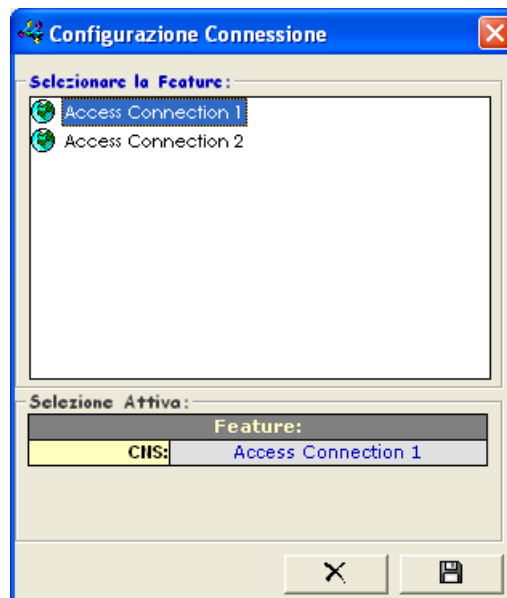 Configurazione Connessione
Selezionare la Feature:
Access Connection 1
Access Connection 2
Selezione Attiva:
Feature:
CNS: Access Connection 1